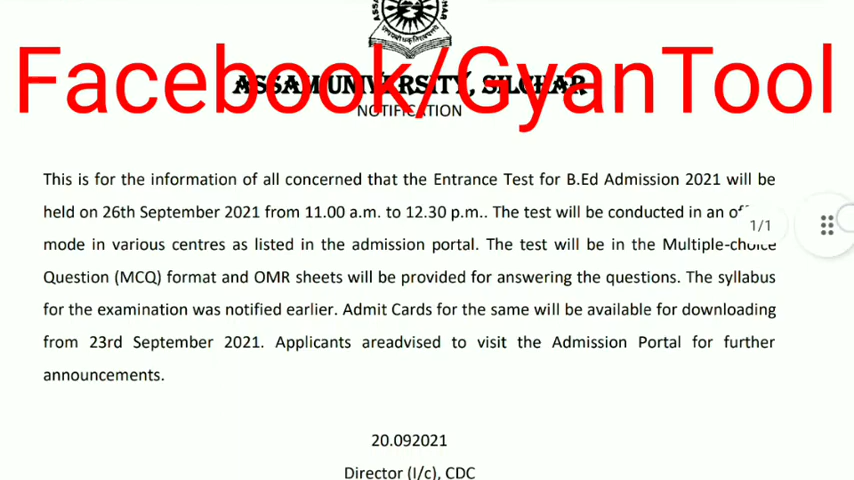 Facebook/GyanTool
ASSAM UNIVERSITY, SILCHAR
NOTIFICATION
This is for the information of all concerned that the Entrance Test for B.Ed Admission 2021 will be
held on 26th September 2021 from 11.00 a.m. to 12.30 p.m.. The test will be conducted in an
1/1
mode in various centres as listed in the admission portal. The test will be in the Multiple-choice
Question (MCQ) format and OMR sheets will be provided for answering the questions. The syllabus
for the examination was notified earlier. Admit Cards for the same will be available for downloading
from 23rd September 2021. Applicants areadvised to visit the Admission Portal for further
announcements.
20.092021
Director (I/c), CDC